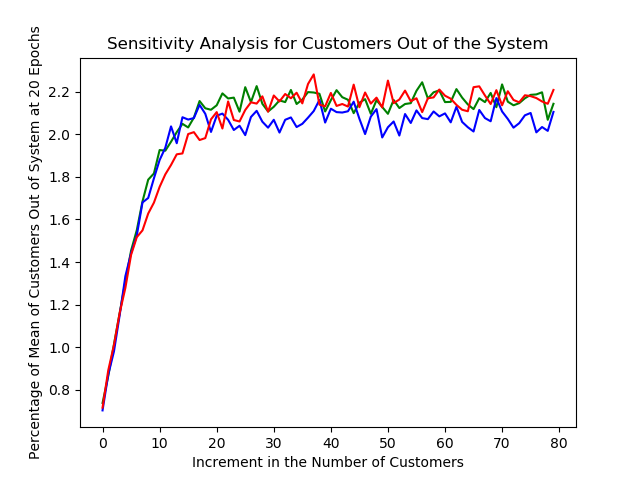 Sensitivity Analysis for Customers Out of the System
Percentage of Mean of Customers Out of System at 20 Epochs
2.2
2.0
1.8
1.6
1.4
1.2
1.0
0.8
0 10 20 30 40 50 60 70 80
Increment in the Number of Customers